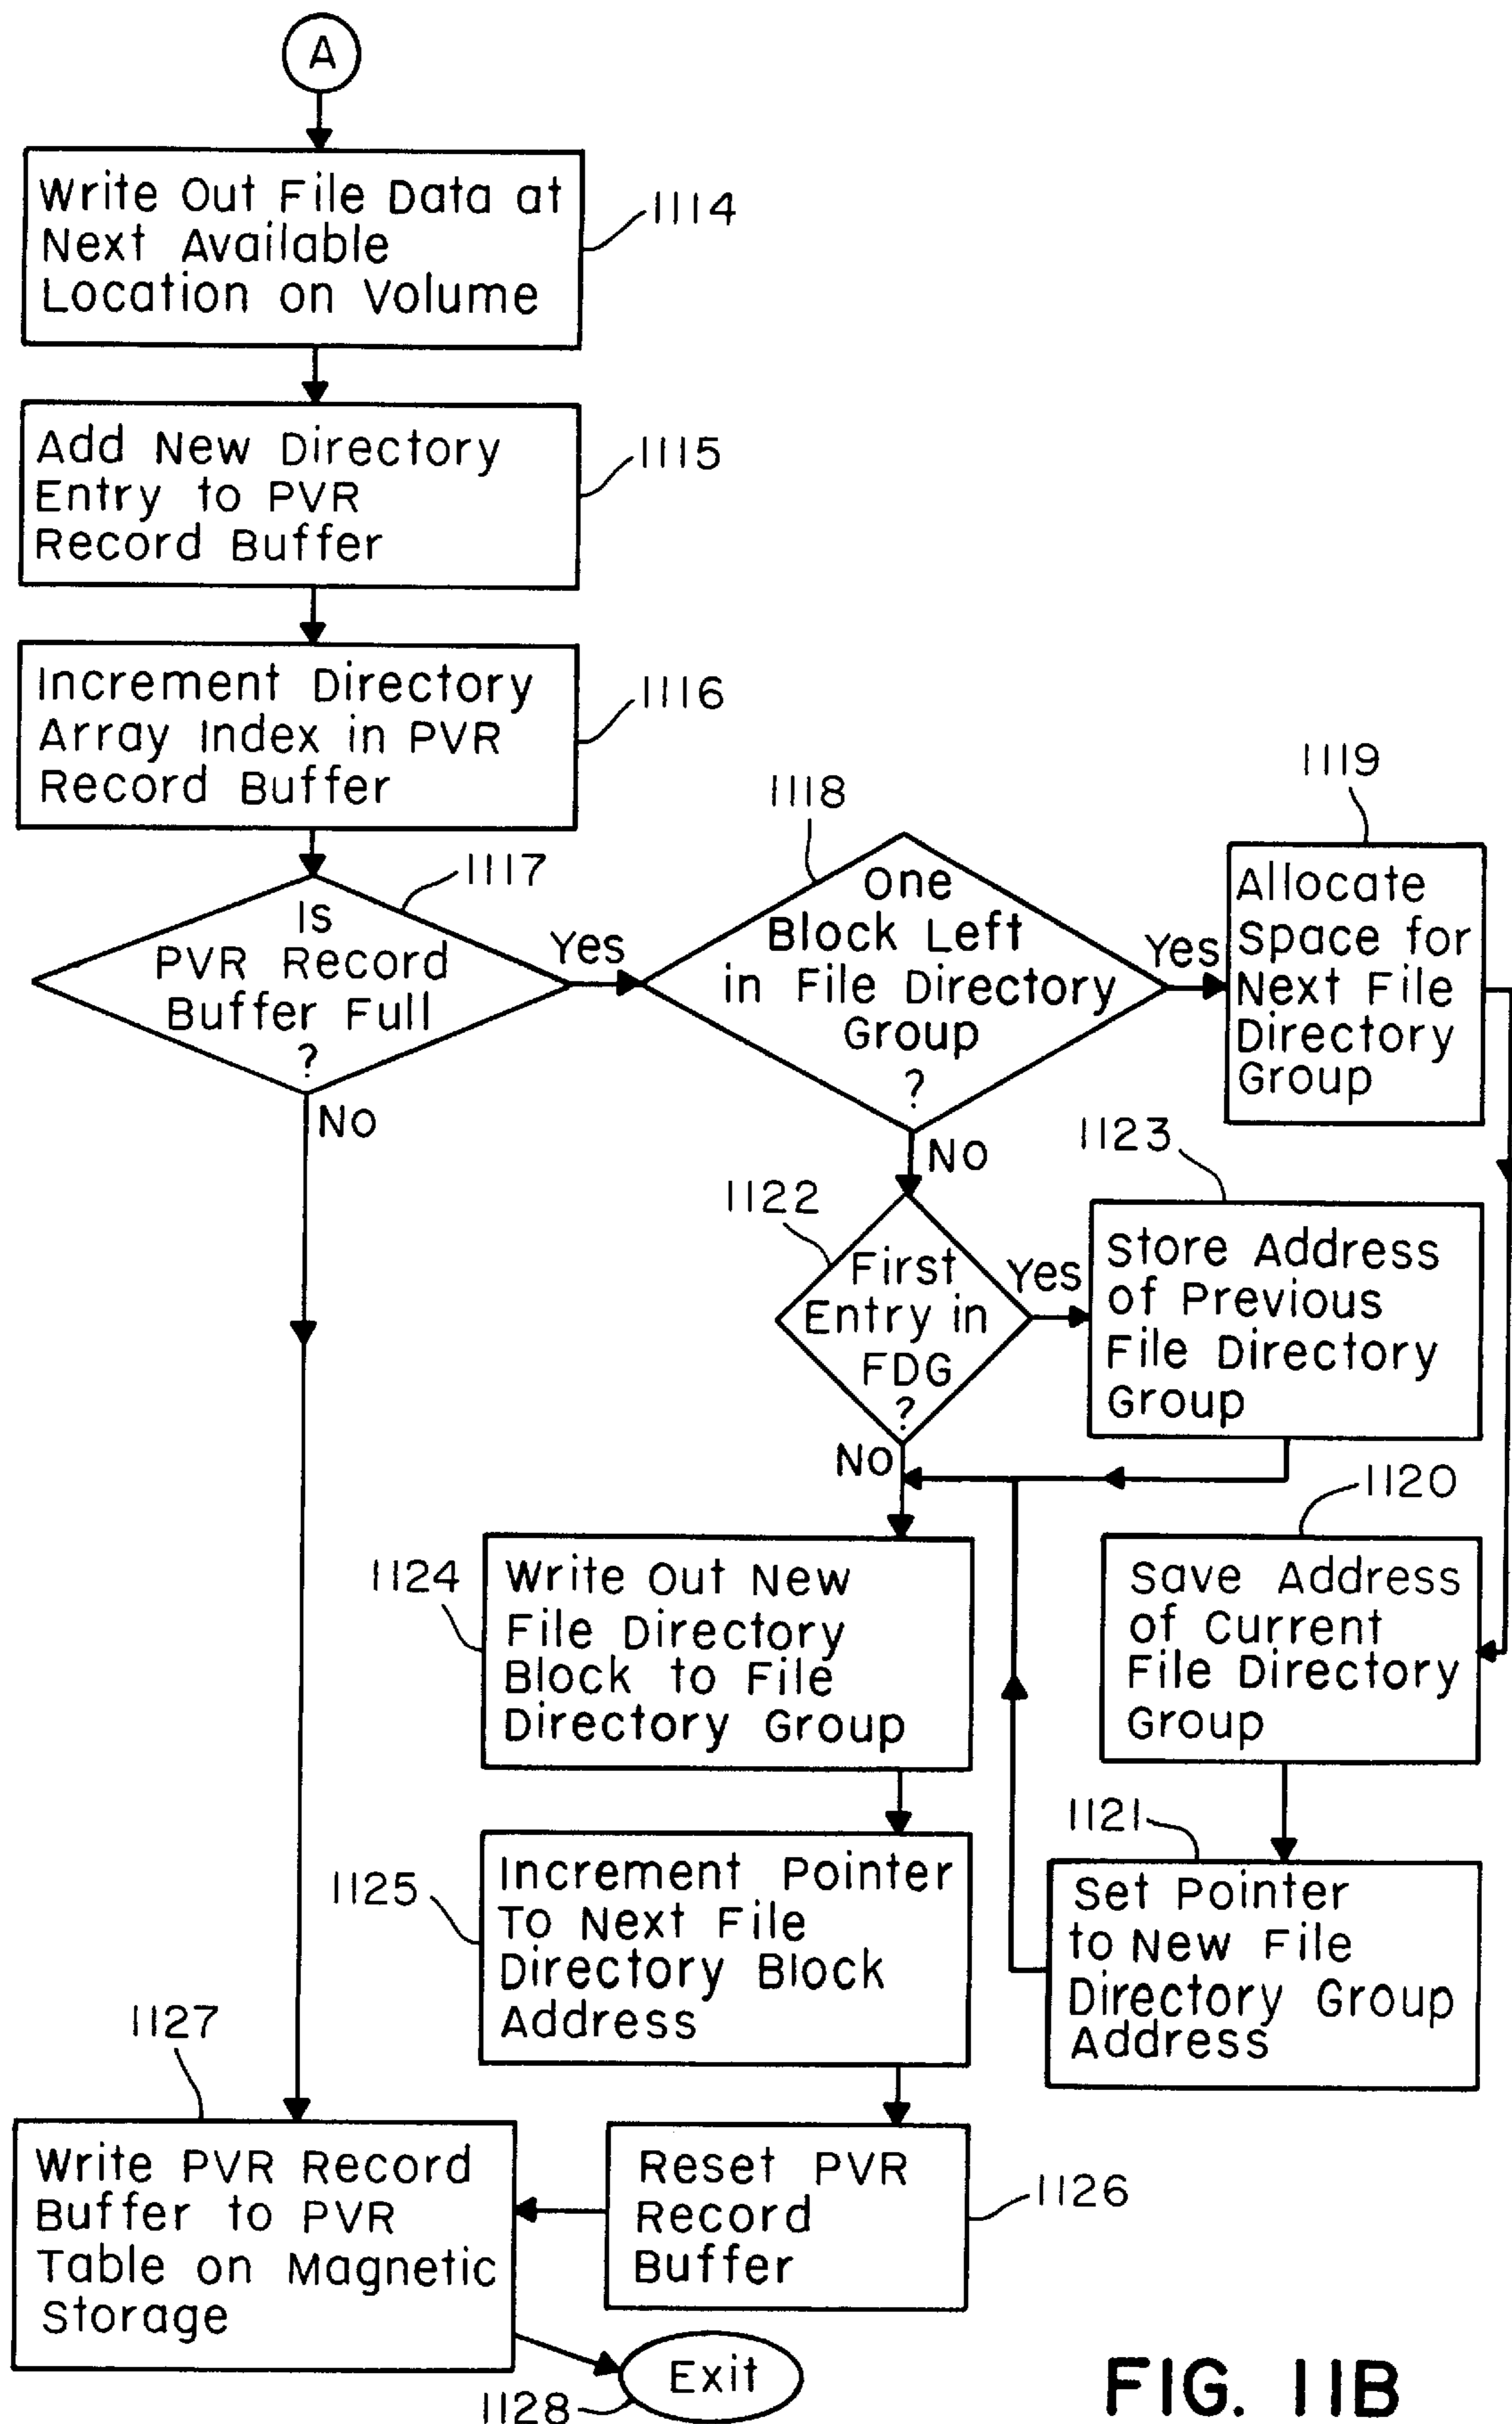 A
Write Out File Data at
Next Available
Location on Volume
1114
Add New Directory
Entry to PVR
Record Buffer
1115
Increment Directory
Array Index in PVR
Record Buffer
1116
Is
PVR Record
Buffer Full
?
1117
Yes
No
One
Block Left
in File Directory
Group
?
1118
Yes
No
Allocate
Space for
Next File
Directory
Group
1119
First
Entry in
FDG
?
1122
Yes
No
Store Address
of Previous
File Directory
Group
1123
Save Address
of Current
File Directory
Group
1120
Set Pointer
to New File
Directory Group
Address
1121
Write Out New
File Directory
Block to File
Directory Group
1124
Increment Pointer
To Next File
Directory Block
Address
1125
Reset PVR
Record
Buffer
1126
Write PVR Record
Buffer to PVR
Table on Magnetic
Storage
1127
Exit
1128
FIG. 11B